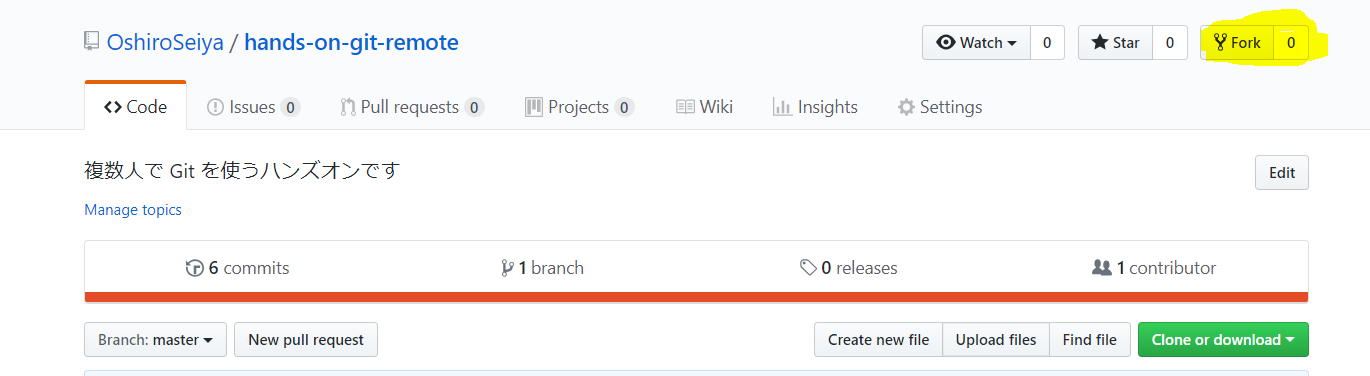 OshiroSeiya / hands-on-git-remote
Watch 0 Star 0 Fork 0
Code Issues 0 Pull requests 0 Projects 0 Wiki Insights Settings
複数人で Git を使うハンズオンです
Edit
Manage topics
6 commits 1 branch 0 releases 1 contributor
Branch: master New pull request Create new file Upload files Find file Clone or download